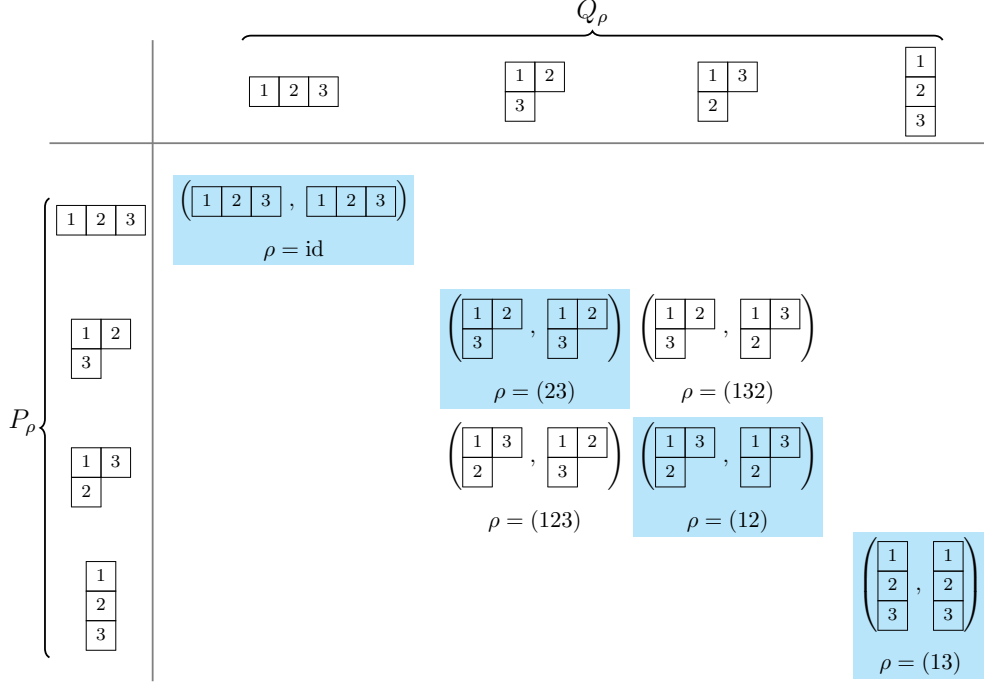 Q_ρ
1 2 3
1 2
3
1 3
2
1
2
3
P_ρ
1 2 3
( 1 2 3 , 1 2 3 )
ρ = id
1 2
3
( 1 2 , 1 2 )
3 3
ρ = (23)
( 1 2 , 1 3 )
3 2
ρ = (132)
1 3
2
( 1 3 , 1 2 )
2 3
ρ = (123)
( 1 3 , 1 3 )
2 2
ρ = (12)
1
2
3
( 1 , 1 )
2 2
3 3
ρ = (13)